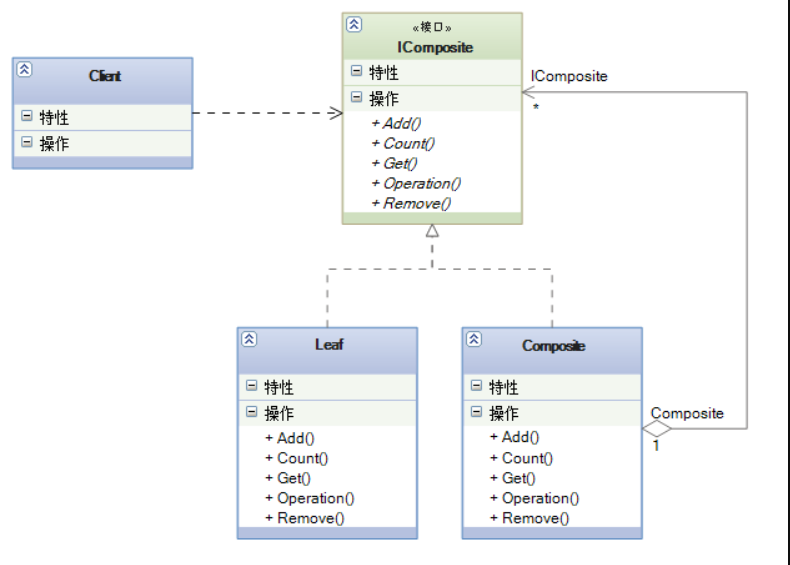 Client
特性
操作
«接口»
IComposite
特性
操作
+ Add()
+ Count()
+ Get()
+ Operation()
+ Remove()
IComposite
*
Leaf
特性
操作
+ Add()
+ Count()
+ Get()
+ Operation()
+ Remove()
Composite
特性
操作
+ Add()
+ Count()
+ Get()
+ Operation()
+ Remove()
Composite
1